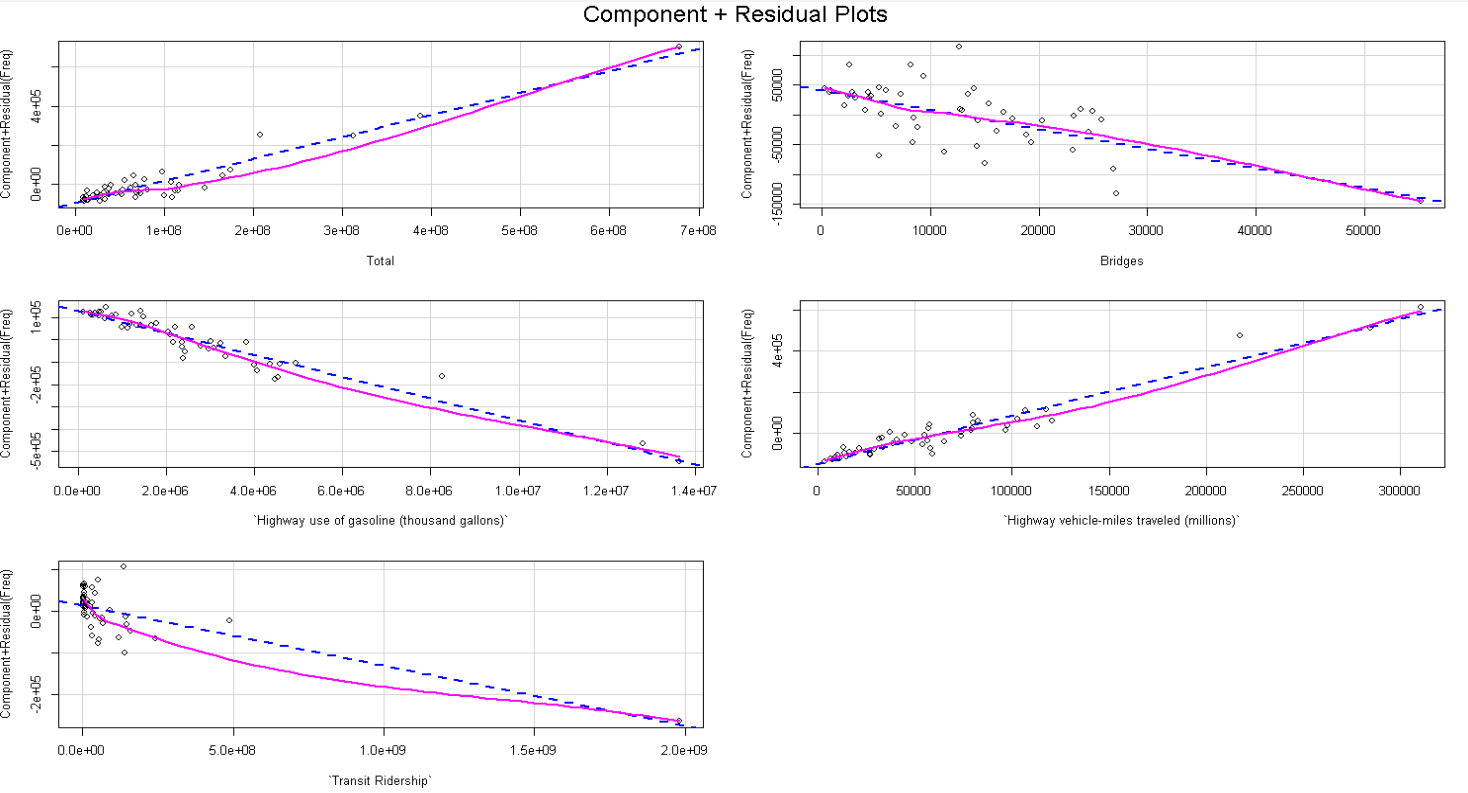 Component + Residual Plots
Component+Residual(Freq)
4e+05
0e+00
0e+00 1e+08 2e+08 3e+08 4e+08 5e+08 6e+08 7e+08
Total
Component+Residual(Freq)
50000
-50000
-150000
0 10000 20000 30000 40000 50000
Bridges
Component+Residual(Freq)
1e+05
-2e+05
-5e+05
0.0e+00 2.0e+06 4.0e+06 6.0e+06 8.0e+06 1.0e+07 1.2e+07 1.4e+07
`Highway use of gasoline (thousand gallons)`
Component+Residual(Freq)
4e+05
0e+00
0 50000 100000 150000 200000 250000 300000
`Highway vehicle-miles traveled (millions)`
Component+Residual(Freq)
0e+00
-2e+05
0.0e+00 5.0e+08 1.0e+09 1.5e+09 2.0e+09
`Transit Ridership`